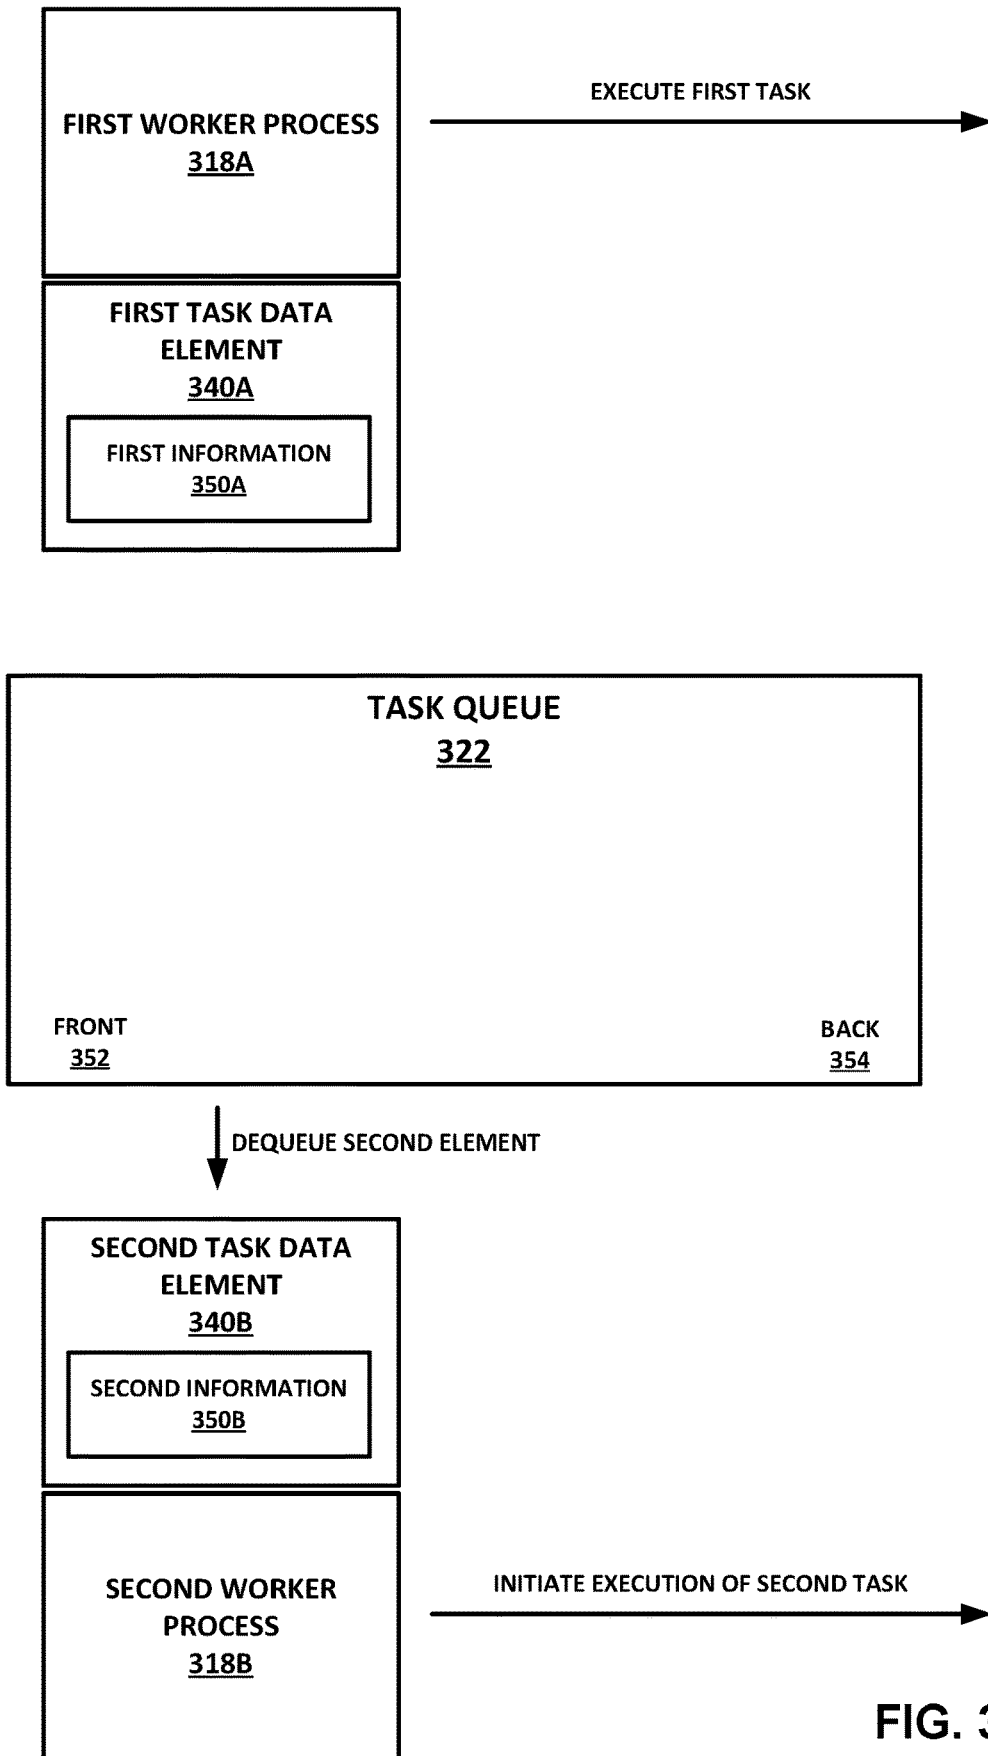 FIRST WORKER PROCESS
318A
EXECUTE FIRST TASK
FIRST TASK DATA
ELEMENT
340A
FIRST INFORMATION
350A
TASK QUEUE
322
FRONT
352
BACK
354
DEQUEUE SECOND ELEMENT
SECOND TASK DATA
ELEMENT
340B
SECOND INFORMATION
350B
SECOND WORKER
PROCESS
318B
INITIATE EXECUTION OF SECOND TASK
FIG. 3